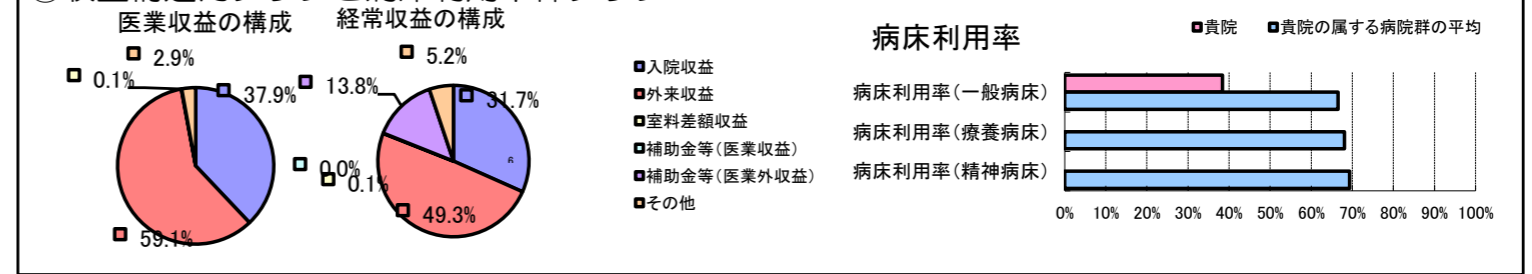 医業収益の構成
2.9%
0.1%
37.9%
59.1%
経常収益の構成
5.2%
13.8%
31.7%
6
0.0%
0.1%
49.3%
入院収益
外来収益
室料差額収益
補助金等(医業収益)
補助金等(医業外収益)
その他
病床利用率
貴院 貴院の属する病院群の平均
病床利用率(一般病床)
病床利用率(療養病床)
病床利用率(精神病床)
0% 10% 20% 30% 40% 50% 60% 70% 80% 90% 100%